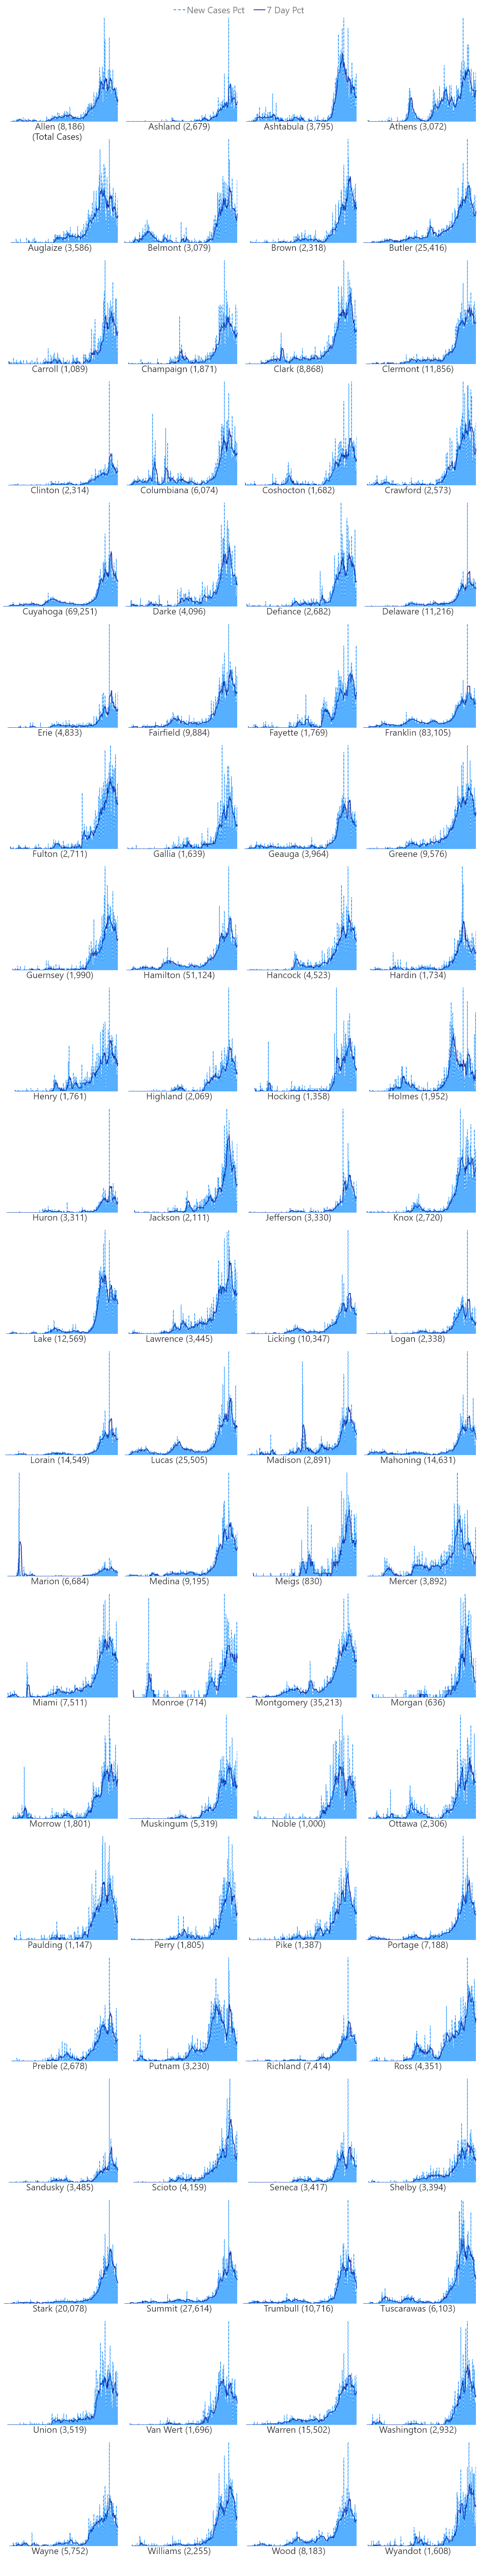 New Cases Pct 7 Day Pct
Allen (8,186) Ashland (2,679) Ashtabula (3,795) Athens (3,072)
(Total Cases)
Auglaize (3,586) Belmont (3,079) Brown (2,318) Butler (25,416)
Carroll (1,089) Champaign (1,871) Clark (8,868) Clermont (11,856)
Clinton (2,314) Columbiana (6,074) Coshocton (1,682) Crawford (2,573)
Cuyahoga (69,251) Darke (4,096) Defiance (2,682) Delaware (11,216)
Erie (4,833) Fairfield (9,884) Fayette (1,769) Franklin (83,105)
Fulton (2,711) Gallia (1,639) Geauga (3,964) Greene (9,576)
Guernsey (1,990) Hamilton (51,124) Hancock (4,523) Hardin (1,734)
Henry (1,761) Highland (2,069) Hocking (1,358) Holmes (1,952)
Huron (3,311) Jackson (2,111) Jefferson (3,330) Knox (2,720)
Lake (12,569) Lawrence (3,445) Licking (10,347) Logan (2,338)
Lorain (14,549) Lucas (25,505) Madison (2,891) Mahoning (14,631)
Marion (6,684) Medina (9,195) Meigs (830) Mercer (3,892)
Miami (7,511) Monroe (714) Montgomery (35,213) Morgan (636)
Morrow (1,801) Muskingum (5,319) Noble (1,000) Ottawa (2,306)
Paulding (1,147) Perry (1,805) Pike (1,387) Portage (7,188)
Preble (2,678) Putnam (3,230) Richland (7,414) Ross (4,351)
Sandusky (3,485) Scioto (4,159) Seneca (3,417) Shelby (3,394)
Stark (20,078) Summit (27,614) Trumbull (10,716) Tuscarawas (6,103)
Union (3,519) Van Wert (1,696) Warren (15,502) Washington (2,932)
Wayne (5,752) Williams (2,255) Wood (8,183) Wyandot (1,608)